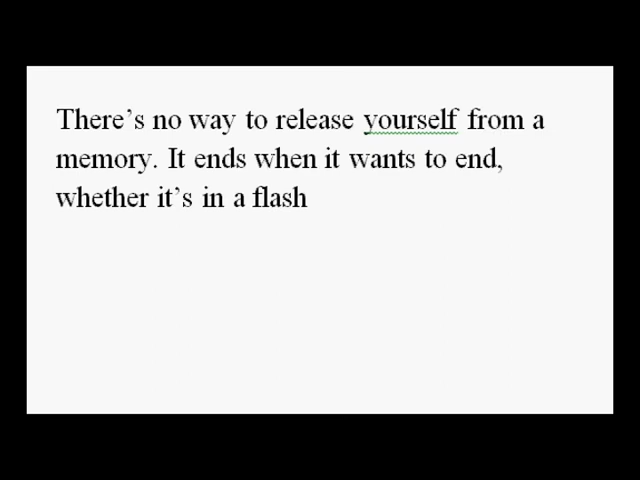 There’s no way to release yourself from a
memory. It ends when it wants to end,
whether it’s in a flash